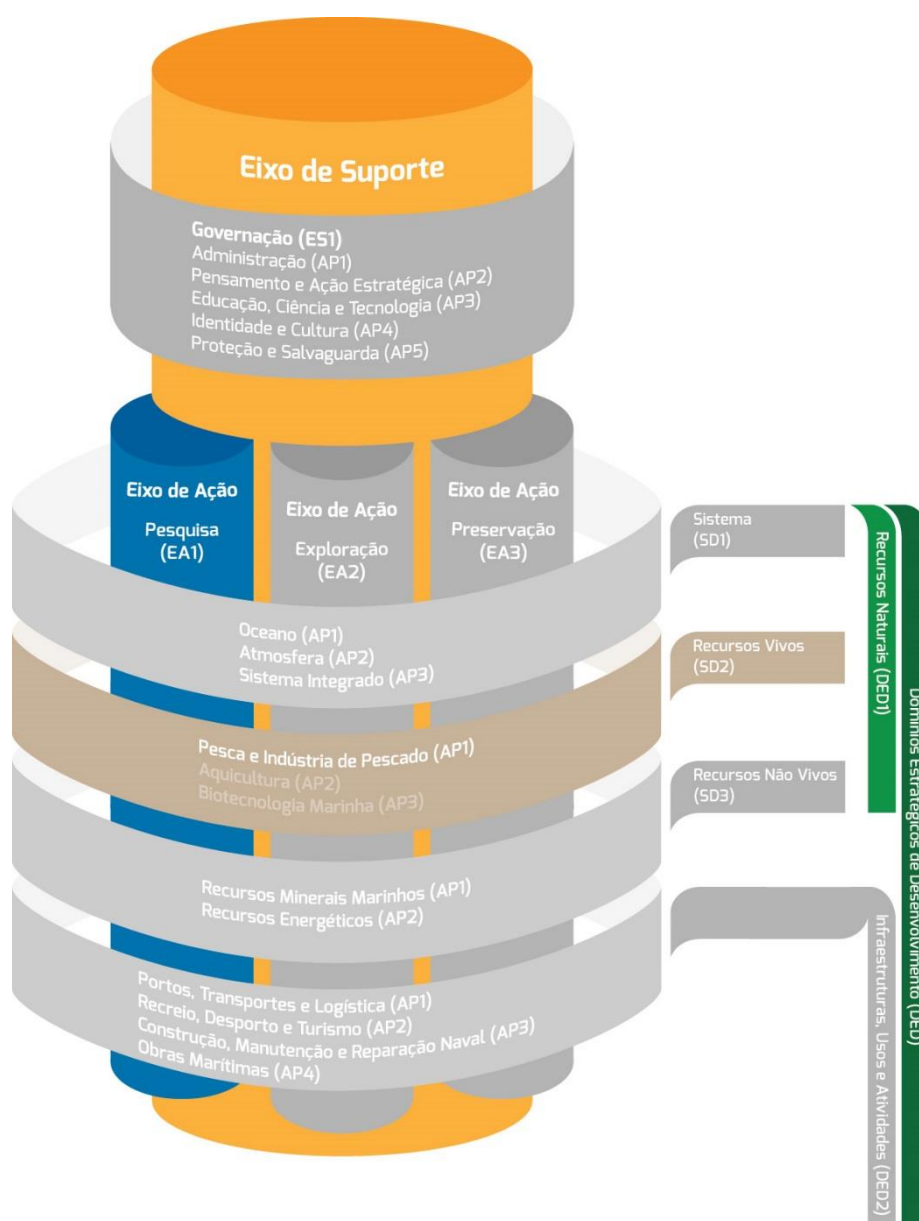 Eixo de Suporte
Governação (ES1)
Administração (AP1)
Pensamento e Ação Estratégica (AP2)
Educação, Ciência e Tecnologia (AP3)
Identidade e Cultura (AP4)
Proteção e Salvaguarda (AP5)
Eixo de Ação
Pesquisa
(EA1)
Eixo de Ação
Exploração
(EA2)
Eixo de Ação
Preservação
(EA3)
Oceano (AP1)
Atmosfera (AP2)
Sistema Integrado (AP3)
Pesca e Indústria de Pescado (AP1)
Aquicultura (AP2)
Biotecnologia Marinha (AP3)
Recursos Minerais Marinhos (AP1)
Recursos Energéticos (AP2)
Portos, Transportes e Logística (AP1)
Recreio, Desporto e Turismo (AP2)
Construção, Manutenção e Reparação Naval (AP3)
Obras Marítimas (AP4)
Sistema
(SD1)
Recursos Vivos
(SD2)
Recursos Não Vivos
(SD3)
Recursos Naturais (DED1)
Infraestruturas, Usos e Atividades (DED2)
Domínios Estratégicos de Desenvolvimento (DED)